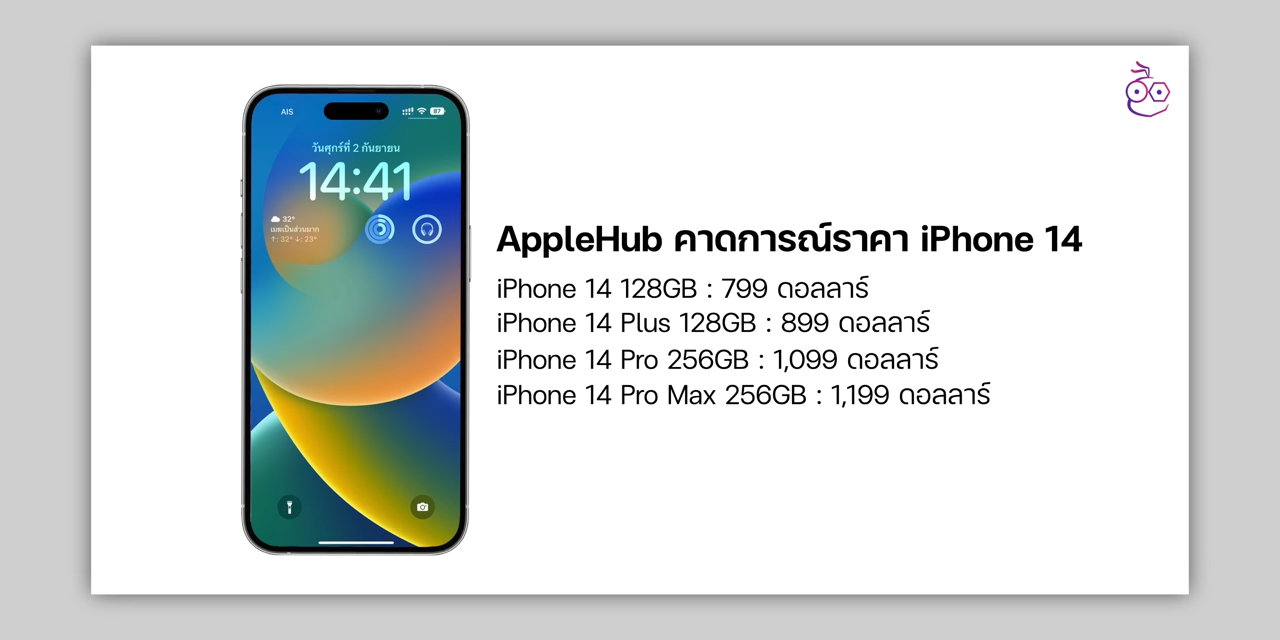 AIS
87
วันศุกร์ที่ 2 กันยายน
14:41
32°
เมฆเป็นส่วนมาก
↑: 32° ↓: 23°
AppleHub คาดการณ์ราคา iPhone 14
iPhone 14 128GB : 799 ดอลลาร์
iPhone 14 Plus 128GB : 899 ดอลลาร์
iPhone 14 Pro 256GB : 1,099 ดอลลาร์
iPhone 14 Pro Max 256GB : 1,199 ดอลลาร์